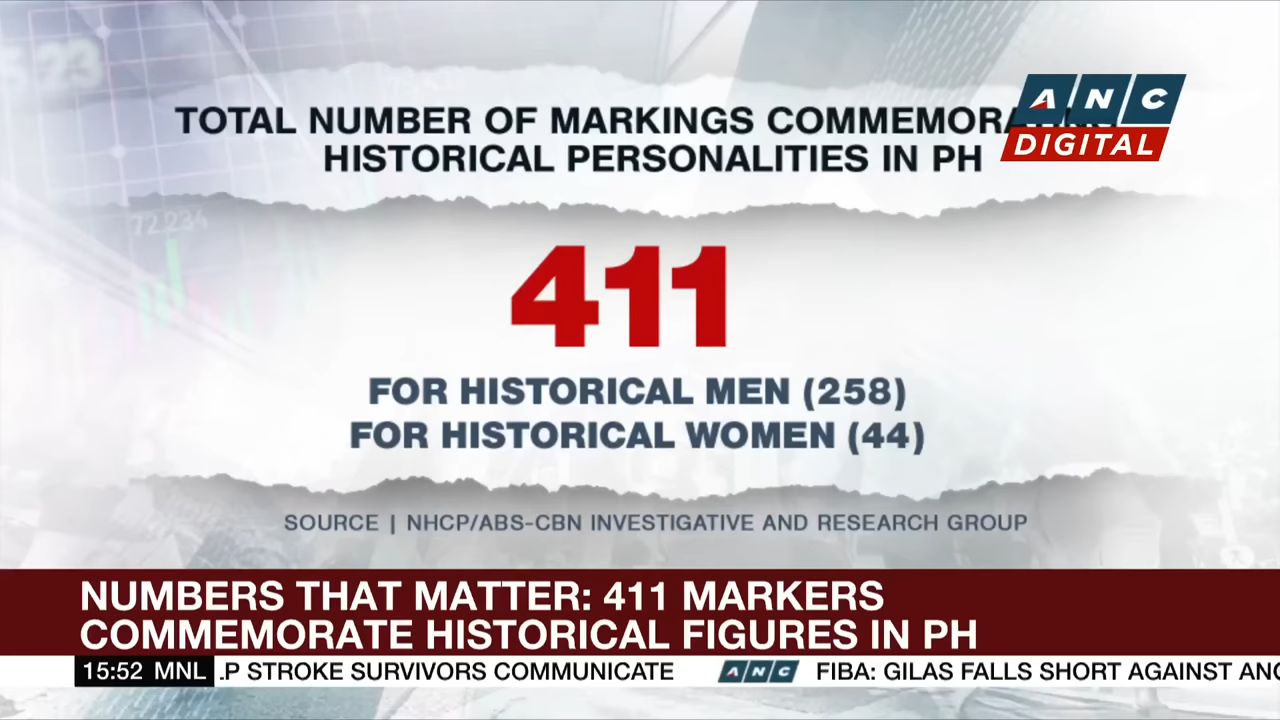 TOTAL NUMBER OF MARKINGS
HISTORICAL PERSONALITIES IN PH
ANC
DIGITAL
72,234
411
FOR HISTORICAL MEN (258)
FOR HISTORICAL WOMEN (44)
SOURCE | NHCP/ABS-CBN INVESTIGATIVE AND RESEARCH GROUP
NUMBERS THAT MATTER: 411 MARKERS
COMMEMORATE HISTORICAL FIGURES IN PH
15:52 MNL .P STROKE SURVIVORS COMMUNICATE ANC FIBA: GILAS FALLS SHORT AGAINST